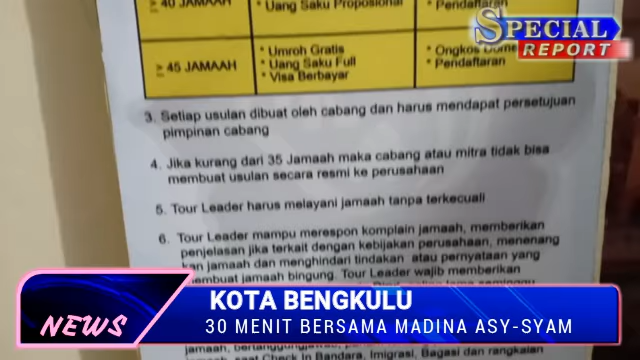 ≥ 40 JAMAAH
* Uang Saku Proposional
* Pendaftaran
SPECIAL
REPORT
≥ 45 JAMAAH
* Umroh Gratis
* Uang Saku Full
* Visa Berbayar
* Ongkos
* Pendaftaran
3. Setiap usulan dibuat oleh cabang dan harus mendapat persetujuan
pimpinan cabang
4. Jika kurang dari 35 Jamaah maka cabang atau mitra tidak bisa
membuat usulan secara resmi ke perusahaan
5. Tour Leader harus melayani jamaah tanpa terkecuali
6. Tour Leader mampu merespon komplain jamaah, memberikan
penjelasan jika terkait dengan kebijakan perusahaan, menenang
kan jamaah dan menghindari tindakan atau pernyataan yang
membuat jamaah bingung. Tour Leader wajib memberikan
KOTA BENGKULU
NEWS
30 MENIT BERSAMA MADINA ASY-SYAM
jamaah,
saat Check In Bandara, Imigrasi, Bagasi dan rangkaian